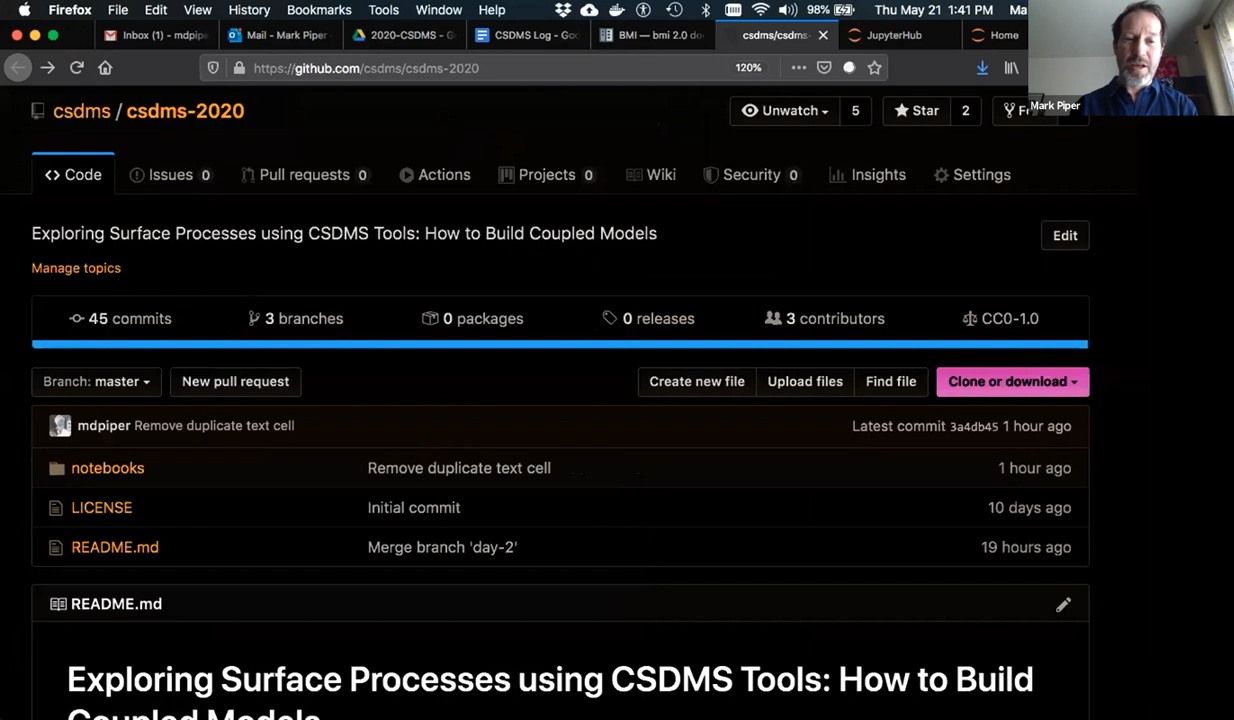 Firefox File Edit View History Bookmarks Tools Window Help 98% Thu May 21 1:41 PM Ma
Inbox (1) - mdpipe Mail - Mark Piper 2020-CSDMS - G CSDMS Log - Goo BMI — bmi 2.0 do csdms/csdms- JupyterHub Home
https://github.com/csdms/csdms-2020 120%
Mark Piper
csdms / csdms-2020 Unwatch 5 Star 2
Code Issues 0 Pull requests 0 Actions Projects 0 Wiki Security 0 Insights Settings
Exploring Surface Processes using CSDMS Tools: How to Build Coupled Models Edit
Manage topics
45 commits 3 branches 0 packages 0 releases 3 contributors CC0-1.0
Branch: master New pull request Create new file Upload files Find file Clone or download
mdpiper Remove duplicate text cell Latest commit 3a4db45 1 hour ago
notebooks Remove duplicate text cell 1 hour ago
LICENSE Initial commit 10 days ago
README.md Merge branch 'day-2' 19 hours ago
README.md
Exploring Surface Processes using CSDMS Tools: How to Build
Coupled Models